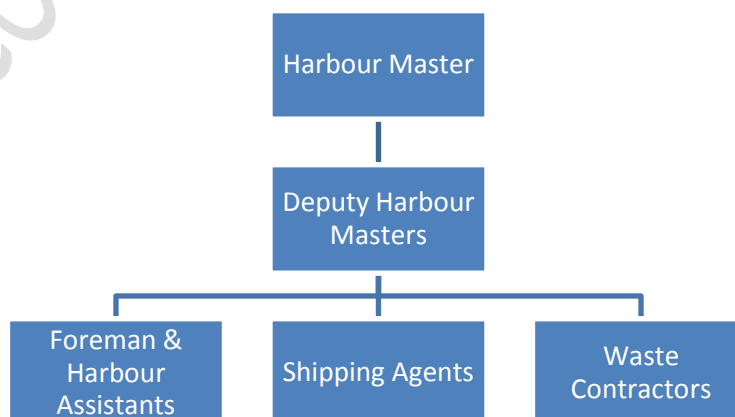 Harbour Master
Deputy Harbour
Masters
Foreman &
Harbour
Assistants
Shipping Agents
Waste
Contractors